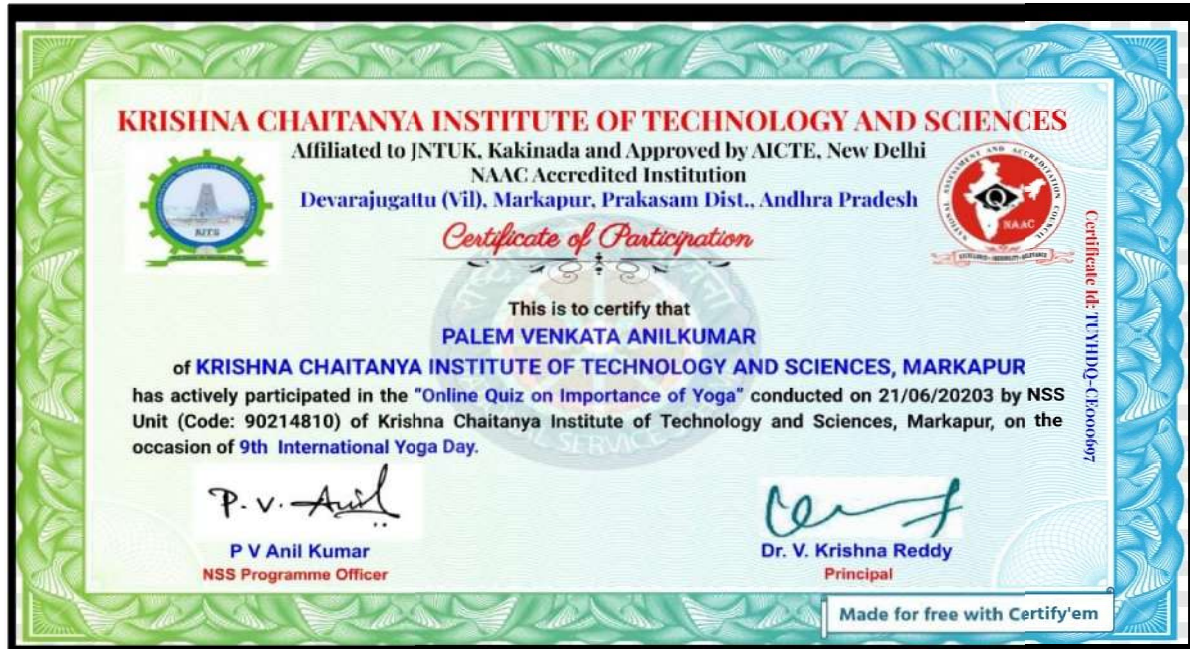 KRISHNA CHAITANYA INSTITUTE OF TECHNOLOGY AND SCIENCES
Affiliated to JNTUK, Kakinada and Approved by AICTE, New Delhi
NAAC Accredited Institution
Devarajugattu (Vil), Markapur, Prakasam Dist., Andhra Pradesh
Certificate of Participation
NAAC
This is to certify that
PALEM VENKATA ANILKUMAR
of KRISHNA CHAITANYA INSTITUTE OF TECHNOLOGY AND SCIENCES, MARKAPUR
has actively participated in the "Online Quiz on Importance of Yoga" conducted on 21/06/20203 by NSS
Unit (Code: 90214810) of Krishna Chaitanya Institute of Technology and Sciences, Markapur, on the
occasion of 9th International Yoga Day.
Certificate Id: TUYHDQ-CE000697
P. V. Anil
P V Anil Kumar
NSS Programme Officer
Dr. V. Krishna Reddy
Principal
Made for free with Certify'em